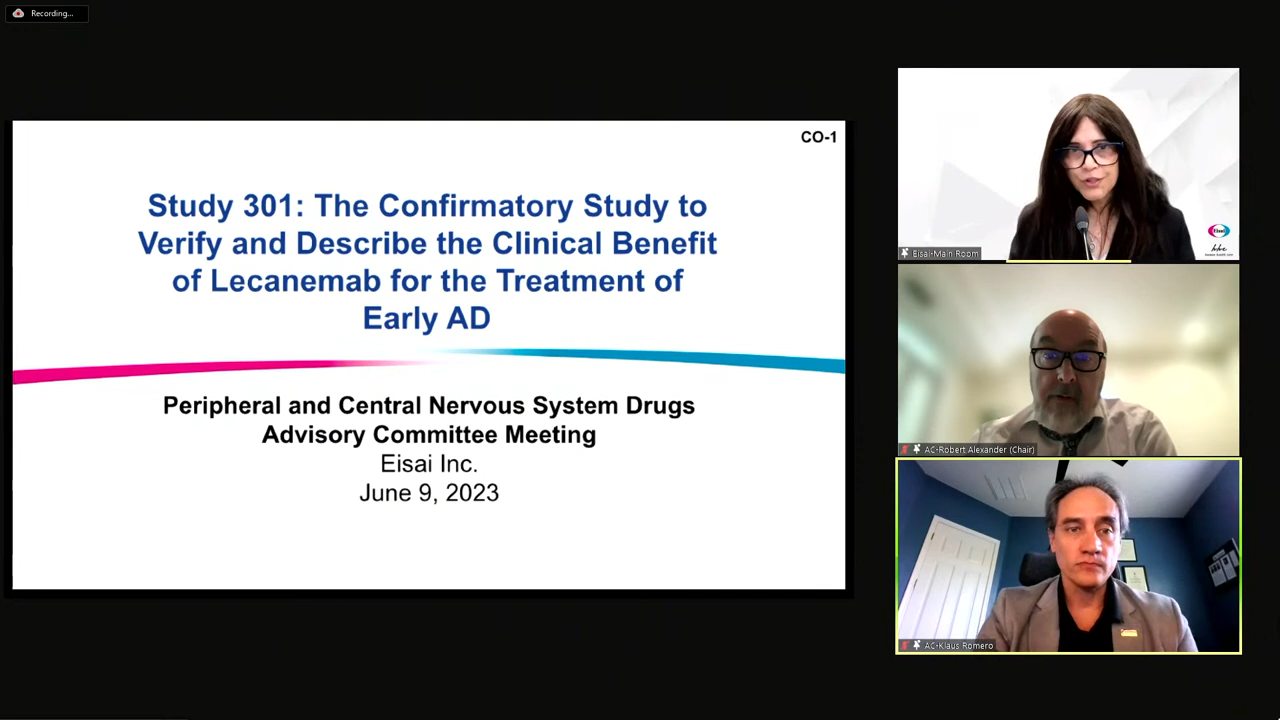 Recording...
CO-1
Study 301: The Confirmatory Study to
Verify and Describe the Clinical Benefit
of Lecanemab for the Treatment of
Early AD
Peripheral and Central Nervous System Drugs
Advisory Committee Meeting
Eisai Inc.
June 9, 2023
Eisai
hhc
Eisai-Main Room
AC-Robert Alexander (Chair)
AC-Klaus Romero